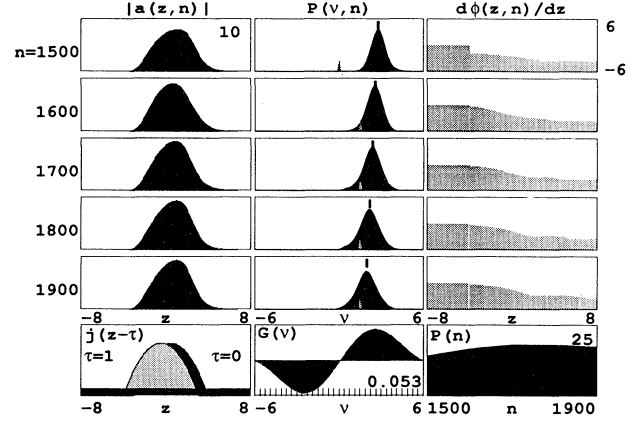 |a(z,n)| P(ν,n) dϕ(z,n)/dz
n=1500 10 6
-6
1600
1700
1800
1900
-8 z 8 -6 ν 6 -8 z 8
j(z-τ) G(ν) P(n)
τ=1 τ=0 25
0.053
-8 z 8 -6 ν 6 1500 n 1900